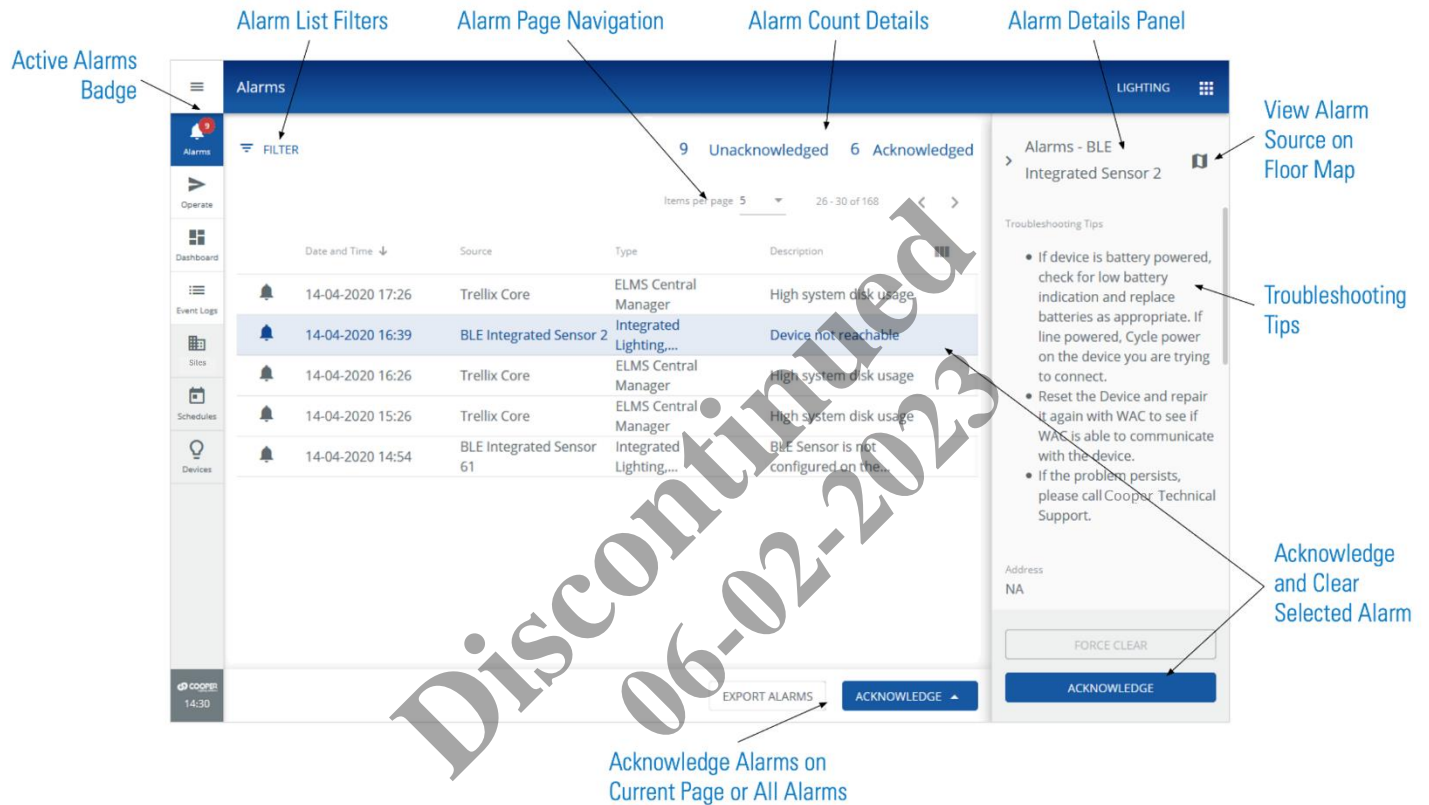 Alarm List Filters
Alarm Page Navigation
Alarm Count Details
Alarm Details Panel
Active Alarms
Badge
Alarms
LIGHTING
View Alarm
Source on
Floor Map
9
Alarms
FILTER
9 Unacknowledged 6 Acknowledged
Alarms - BLE
Integrated Sensor 2
Operate
Items per page 5
26 - 30 of 168
Troubleshooting Tips
Dashboard
Date and Time
Source
Type
Description
Event Logs
14-04-2020 17:26
Trellix Core
ELMS Central
Manager
High system disk usage
14-04-2020 16:39
BLE Integrated Sensor 2
Integrated
Lighting,...
Device not reachable
Sites
14-04-2020 16:26
Trellix Core
ELMS Central
Manager
High system disk usage
Schedules
14-04-2020 15:26
Trellix Core
ELMS Central
Manager
High system disk usage
Devices
14-04-2020 14:54
BLE Integrated Sensor
61
Integrated
Lighting,...
BLE Sensor is not
configured on the...
• If device is battery powered,
check for low battery
indication and replace
batteries as appropriate. If
line powered, Cycle power
on the device you are trying
to connect.
• Reset the Device and repair
it again with WAC to see if
WAC is able to communicate
with the device.
• If the problem persists,
please call Cooper Technical
Support.
Troubleshooting
Tips
Address
NA
Acknowledge
and Clear
Selected Alarm
FORCE CLEAR
ACKNOWLEDGE
COOPER
14:30
EXPORT ALARMS
ACKNOWLEDGE
Acknowledge Alarms on
Current Page or All Alarms
Discontinued
06-02-2023